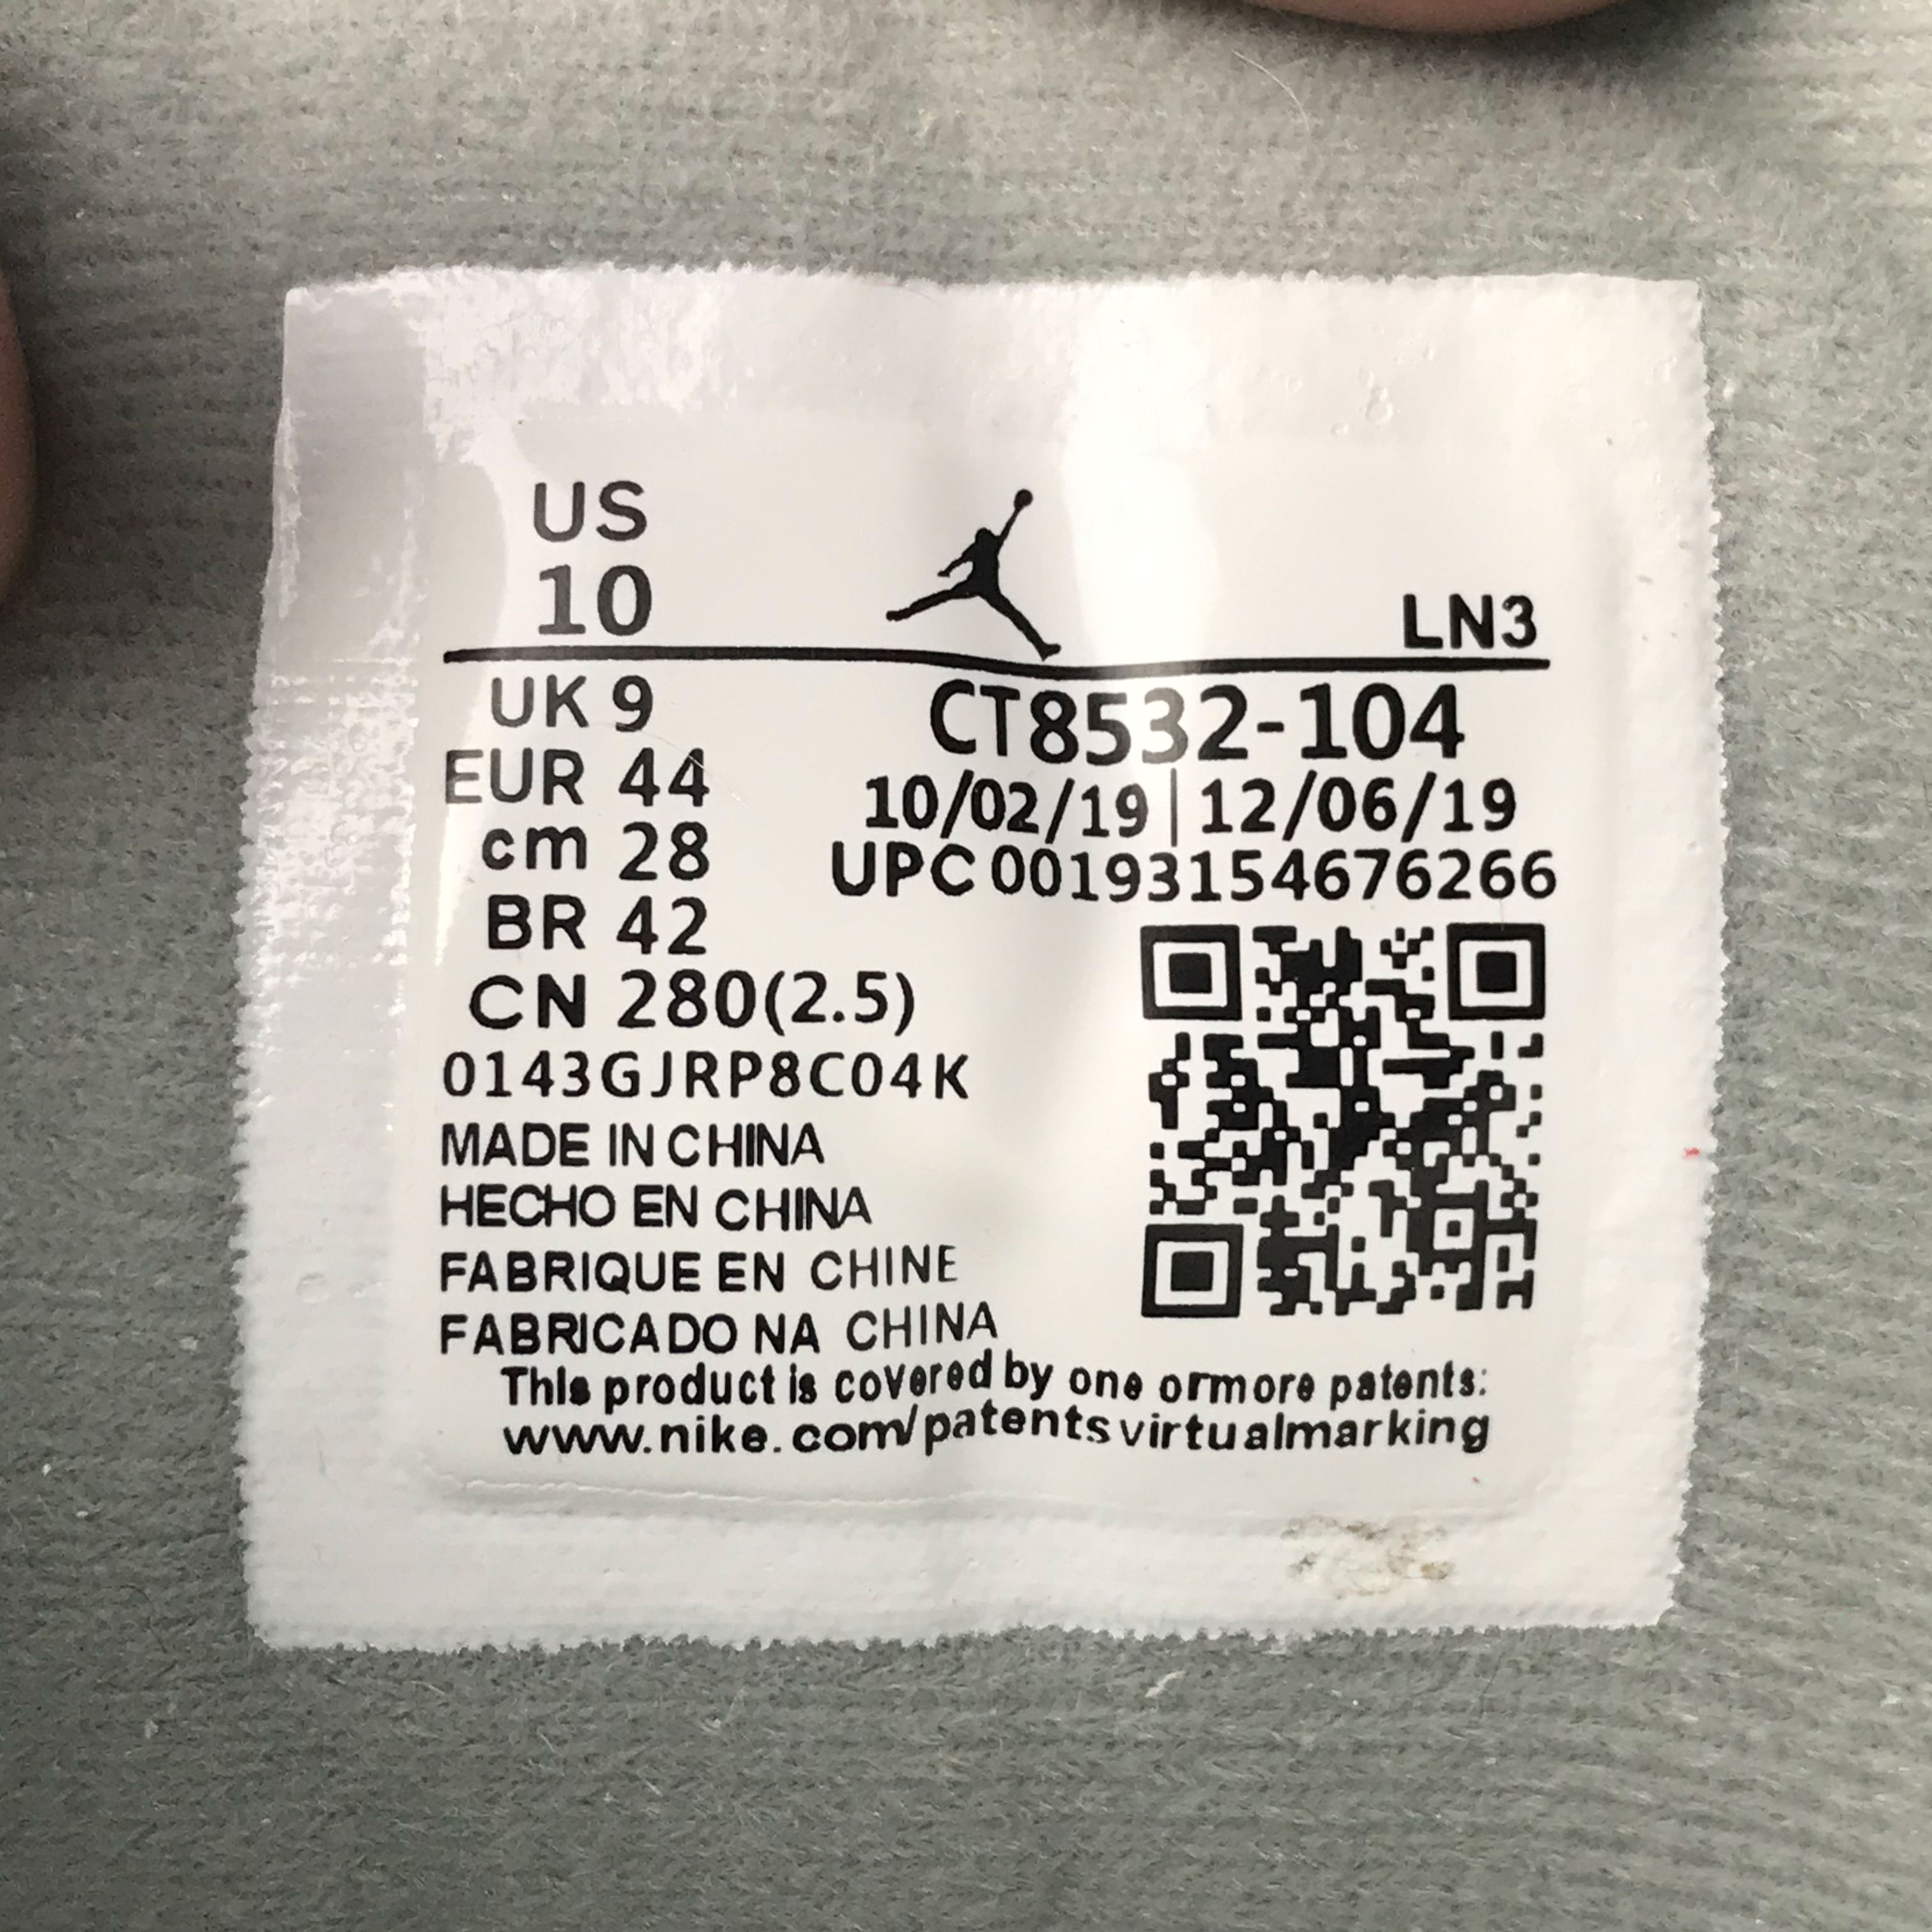 US
10
LN3
UK 9
CT8532-104
EUR 44
10/02/19|12/06/19
cm 28
UPC 00193154676266
BR 42
CN 280(2.5)
0143GJRP8C04K
MADE IN CHINA
HECHO EN CHINA
FABRIQUE EN CHINE
FABRICADO NA CHINA
This product is covered by one or more patents:
www.nike.com/patentsvirtualmarking